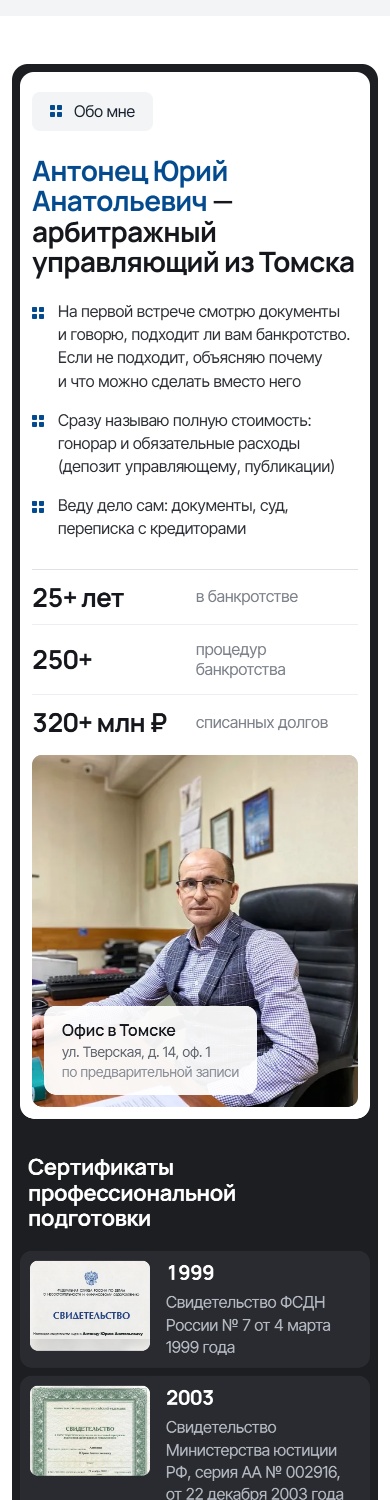 Обо мне
Антонец Юрий
Анатольевич —
арбитражный
управляющий из Томска
На первой встрече смотрю документы
и говорю, подходит ли вам банкротство.
Если не подходит, объясняю почему
и что можно сделать вместо него
Сразу называю полную стоимость:
гонорар и обязательные расходы
(депозит управляющему, публикации)
Веду дело сам: документы, суд,
переписка с кредиторами
25+ лет
в банкротстве
250+
процедур
банкротства
320+ млн ₽
списанных долгов
Офис в Томске
ул. Тверская, д. 14, оф. 1
по предварительной записи
Сертификаты
профессиональной
подготовки
СВИДЕТЕЛЬСТВО
1999
Свидетельство ФСДН
России № 7 от 4 марта
1999 года
СВИДЕТЕЛЬСТВО
2003
Свидетельство
Министерства юстиции
РФ, серия АА № 002916,
от 22 декабря 2003 года